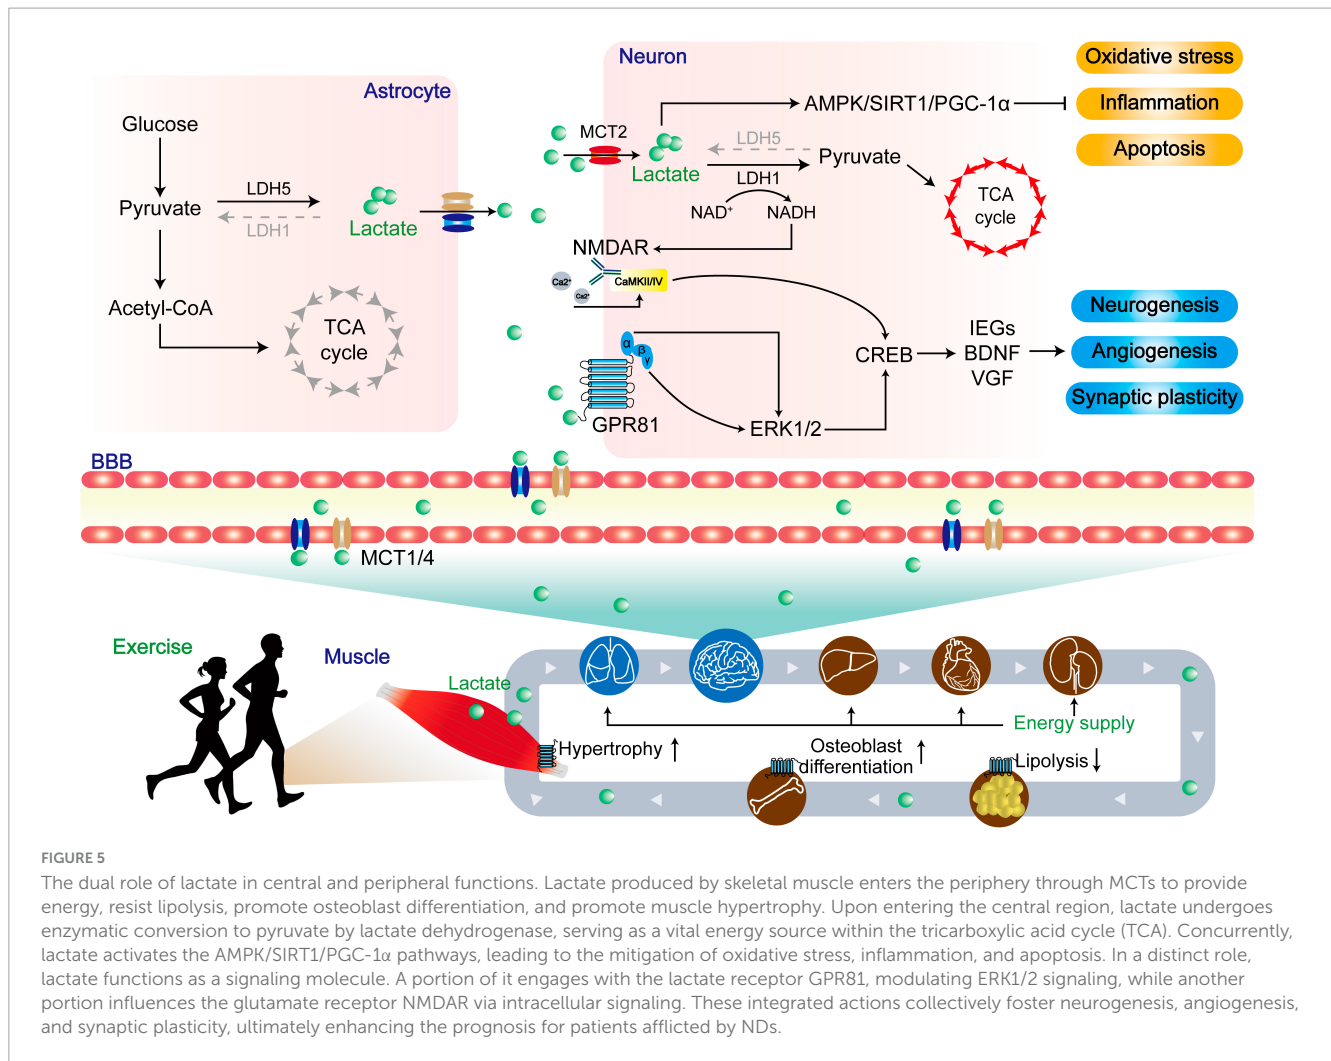 Astrocyte
Glucose
Pyruvate
LDH5
LDH1
Lactate
Acetyl-CoA
TCA
cycle
Neuron
MCT2
Lactate
AMPK/SIRT1/PGC-1α
LDH5
LDH1
Pyruvate
NAD⁺
NADH
TCA
cycle
Oxidative stress
Inflammation
Apoptosis
NMDAR
Ca2⁺
Ca2⁺
CaMKII/IV
α
β
γ
GPR81
ERK1/2
CREB
IEGs
BDNF
VGF
Neurogenesis
Angiogenesis
Synaptic plasticity
BBB
MCT1/4
Exercise
Muscle
Lactate
Hypertrophy
Energy supply
Osteoblast
differentiation
Lipolysis
FIGURE 5
The dual role of lactate in central and peripheral functions. Lactate produced by skeletal muscle enters the periphery through MCTs to provide
energy, resist lipolysis, promote osteoblast differentiation, and promote muscle hypertrophy. Upon entering the central region, lactate undergoes
enzymatic conversion to pyruvate by lactate dehydrogenase, serving as a vital energy source within the tricarboxylic acid cycle (TCA). Concurrently,
lactate activates the AMPK/SIRT1/PGC-1α pathways, leading to the mitigation of oxidative stress, inflammation, and apoptosis. In a distinct role,
lactate functions as a signaling molecule. A portion of it engages with the lactate receptor GPR81, modulating ERK1/2 signaling, while another
portion influences the glutamate receptor NMDAR via intracellular signaling. These integrated actions collectively foster neurogenesis, angiogenesis,
and synaptic plasticity, ultimately enhancing the prognosis for patients afflicted by NDs.